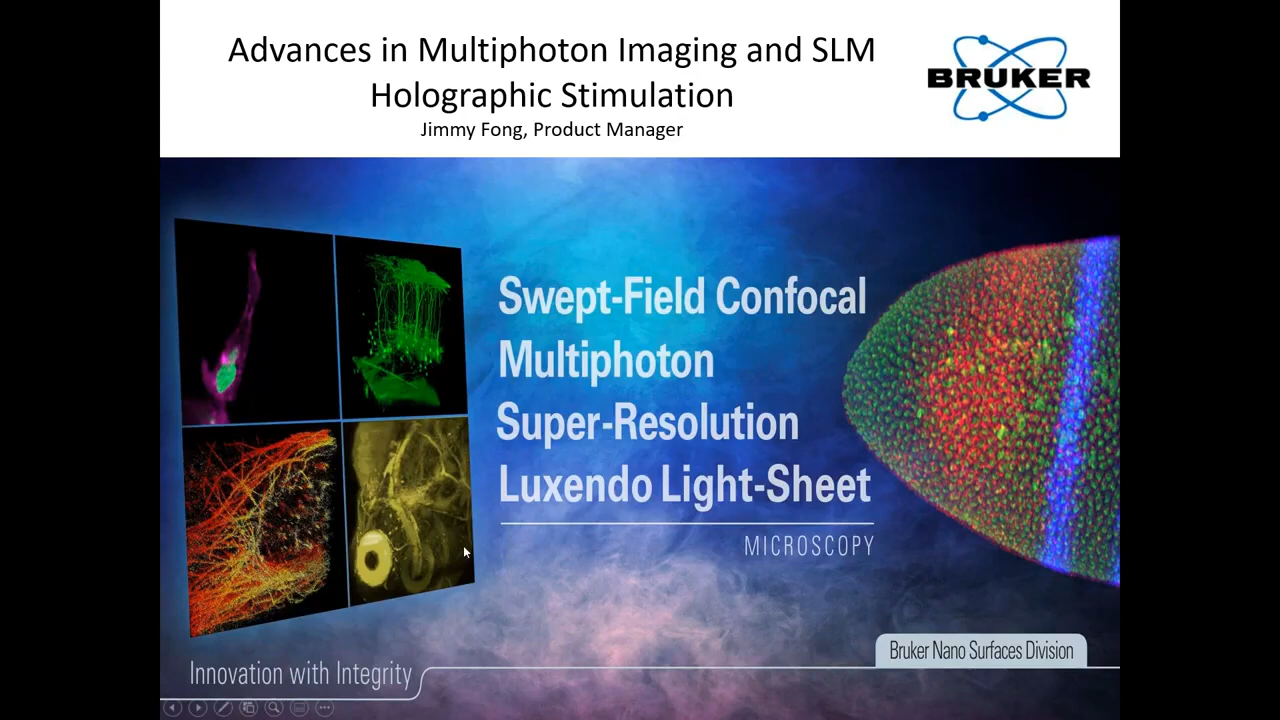 Advances in Multiphoton Imaging and SLM
Holographic Stimulation
Jimmy Fong, Product Manager
BRUKER
Swept-Field Confocal
Multiphoton
Super-Resolution
Luxendo Light-Sheet
MICROSCOPY
Bruker Nano Surfaces Division
Innovation with Integrity